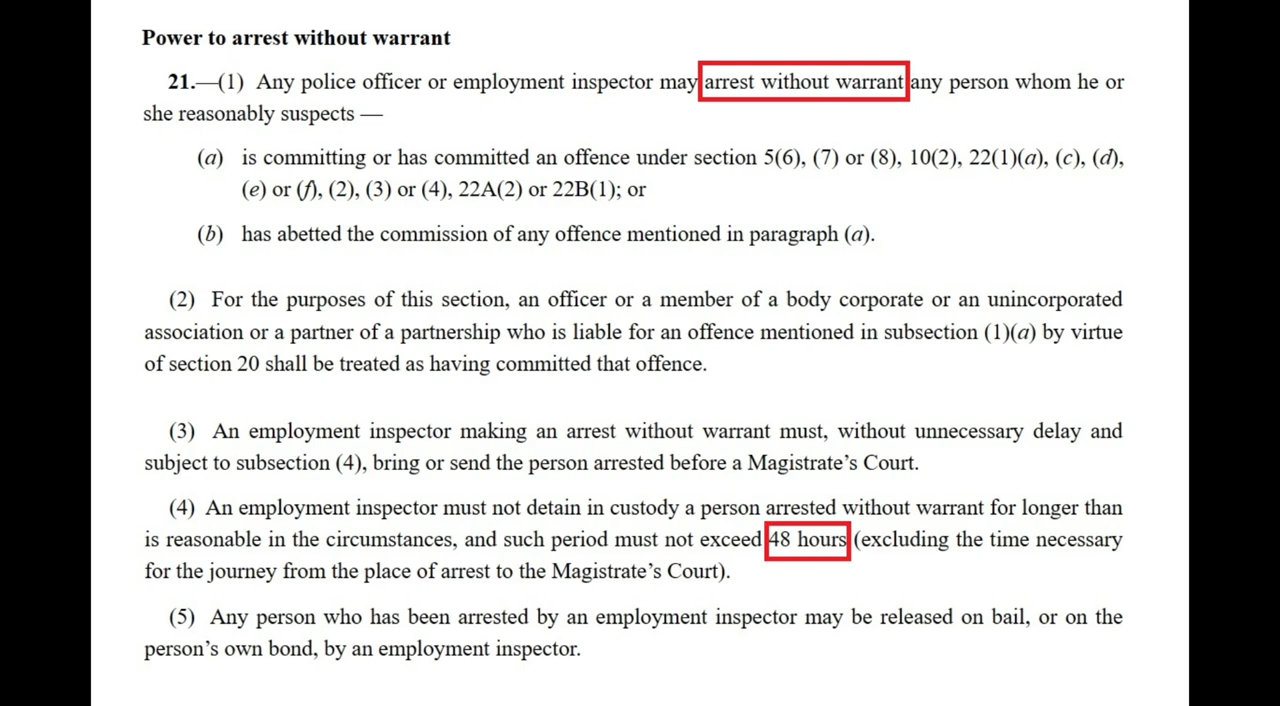 Power to arrest without warrant
21.—(1) Any police officer or employment inspector may arrest without warrant any person whom he or
she reasonably suspects —
(a) is committing or has committed an offence under section 5(6), (7) or (8), 10(2), 22(1)(a), (c), (d),
(e) or (f), (2), (3) or (4), 22A(2) or 22B(1); or
(b) has abetted the commission of any offence mentioned in paragraph (a).
(2) For the purposes of this section, an officer or a member of a body corporate or an unincorporated
association or a partner of a partnership who is liable for an offence mentioned in subsection (1)(a) by virtue
of section 20 shall be treated as having committed that offence.
(3) An employment inspector making an arrest without warrant must, without unnecessary delay and
subject to subsection (4), bring or send the person arrested before a Magistrate’s Court.
(4) An employment inspector must not detain in custody a person arrested without warrant for longer than
is reasonable in the circumstances, and such period must not exceed 48 hours (excluding the time necessary
for the journey from the place of arrest to the Magistrate’s Court).
(5) Any person who has been arrested by an employment inspector may be released on bail, or on the
person’s own bond, by an employment inspector.